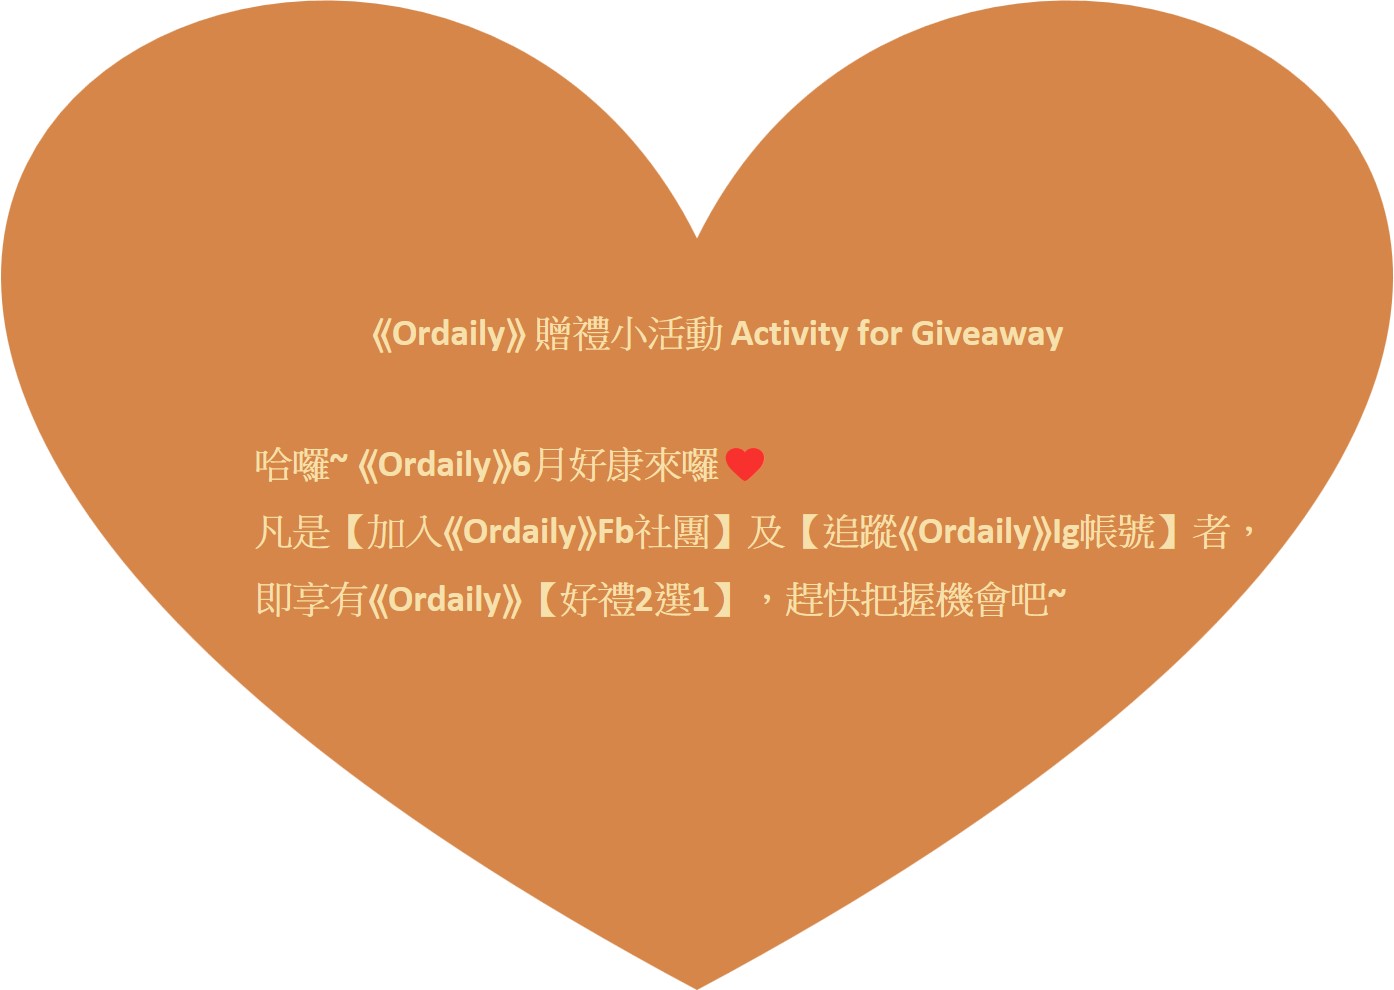 《Ordaily》 贈禮小活動 Activity for Giveaway
哈囉~《Ordaily》6月好康來囉❤
凡是【加入《Ordaily》Fb社團】及【追蹤《Ordaily》Ig帳號】者，
即享有《Ordaily》【好禮2選1】，趕快把握機會吧~